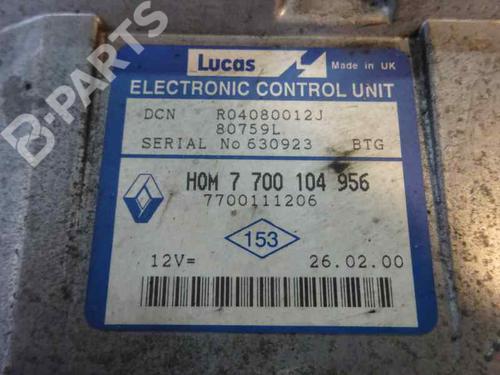 B-PARTS
Lucas
Made in UK
ELECTRONIC CONTROL UNIT
DCN R04080012J
80759L
SERIAL No 630923 BTG
HOM 7 700 104 956
7700111206
153
12V= 26.02.00